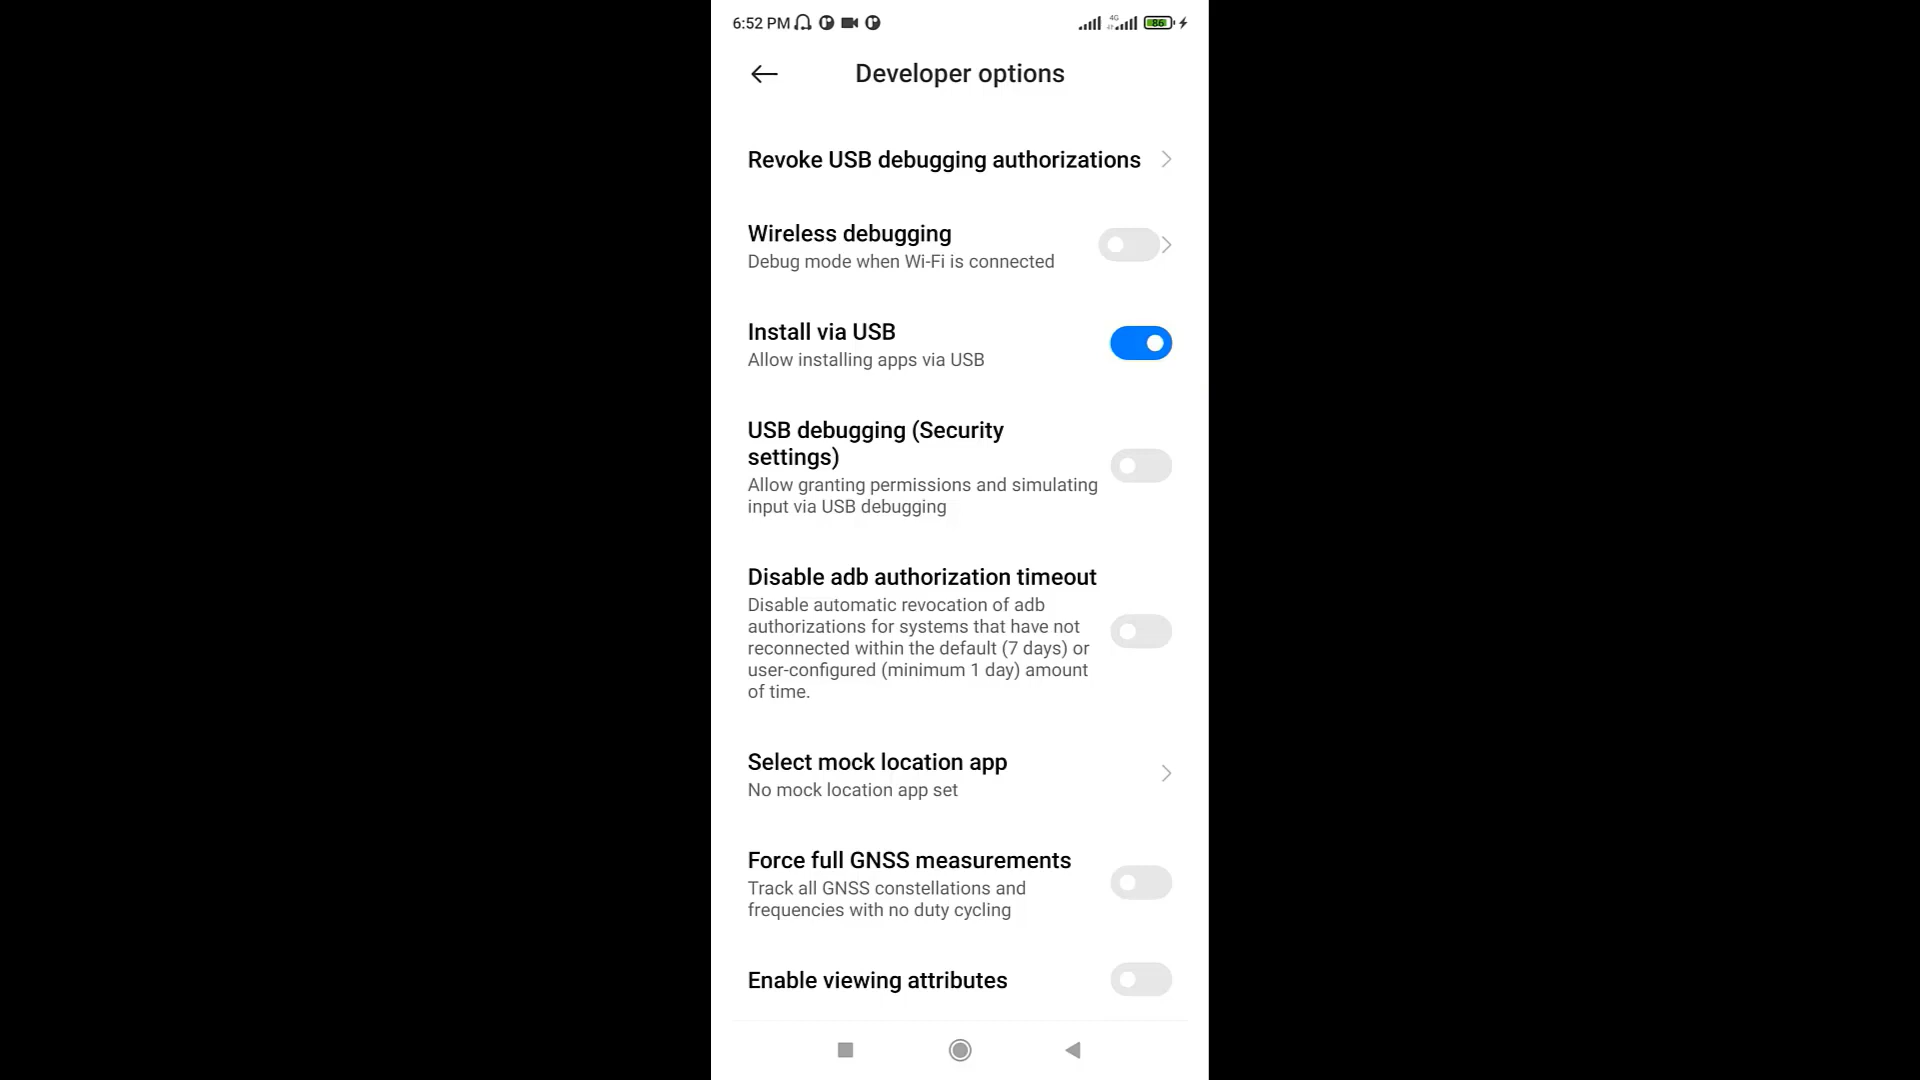 6:52 PM
4G
86
Developer options
Revoke USB debugging authorizations
Wireless debugging
Debug mode when Wi-Fi is connected
Install via USB
Allow installing apps via USB
USB debugging (Security
settings)
Allow granting permissions and simulating
input via USB debugging
Disable adb authorization timeout
Disable automatic revocation of adb
authorizations for systems that have not
reconnected within the default (7 days) or
user-configured (minimum 1 day) amount
of time.
Select mock location app
No mock location app set
Force full GNSS measurements
Track all GNSS constellations and
frequencies with no duty cycling
Enable viewing attributes